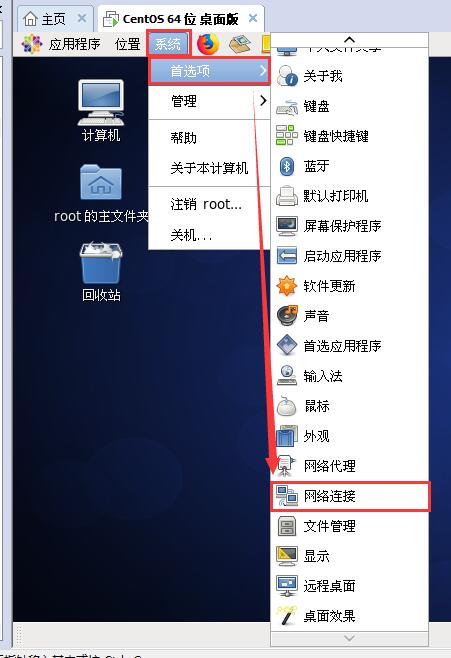 主页
CentOS 64 位 桌面版
应用程序
位置
系统
首选项
管理
帮助
关于本计算机
注销 root...
关机...
计算机
root 的主文件夹
回收站
关于我
键盘
键盘快捷键
蓝牙
默认打印机
屏幕保护程序
启动应用程序
软件更新
声音
首选应用程序
输入法
鼠标
外观
网络代理
网络连接
文件管理
显示
远程桌面
桌面效果